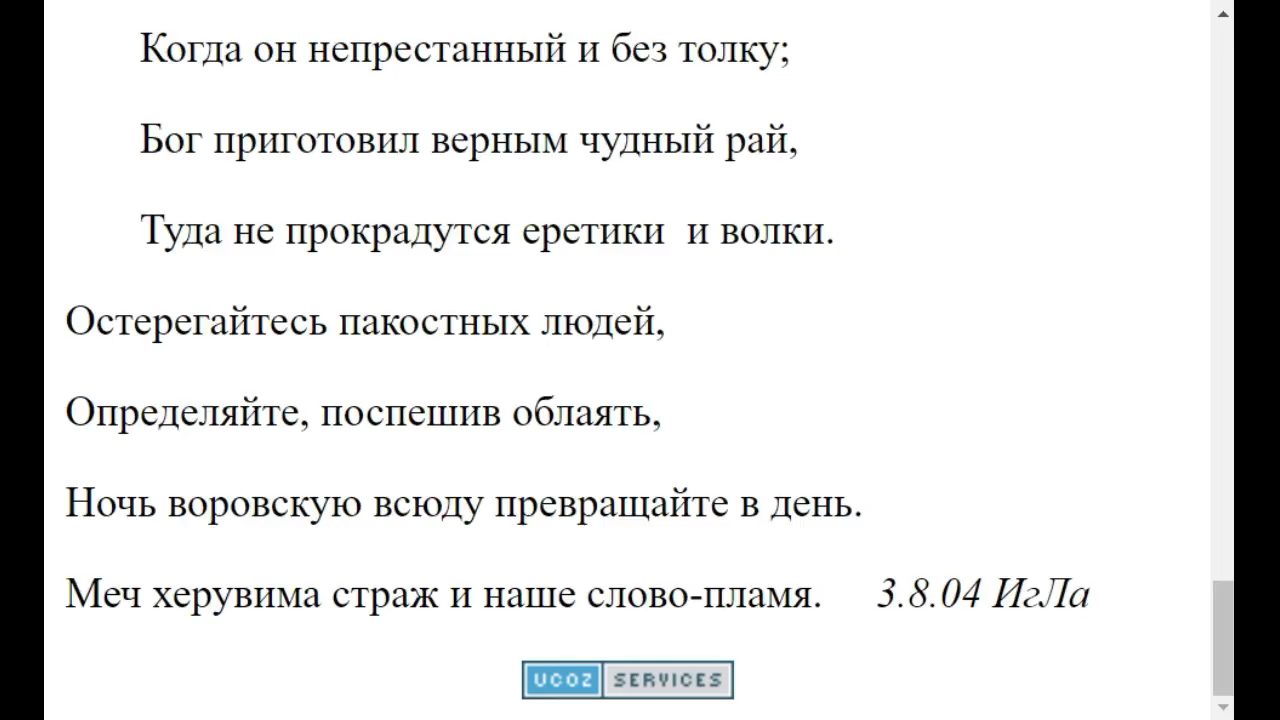 Когда он непрестанный и без толку;
Бог приготовил верным чудный рай,
Туда не прокрадутся еретики  и волки.
Остерегайтесь пакостных людей,
Определяйте, поспешив облаять,
Ночь воровскую всюду превращайте в день.
Меч херувима страж и наше слово-пламя. 3.8.04 ИгЛа
UCOZ SERVICES